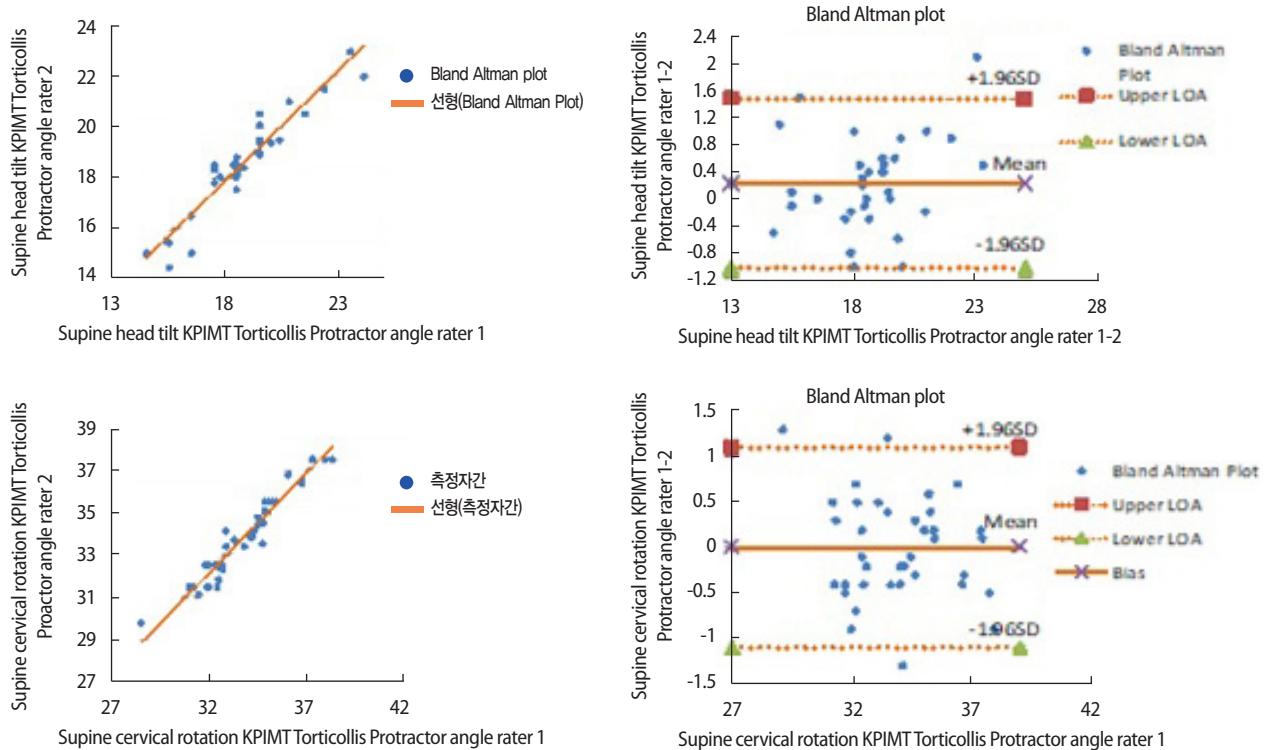 Supine head tilt KPIMT Torticollis
Protractor angle rater 2
24
22
20
18
16
14
13
18
23
Supine head tilt KPIMT Torticollis Protractor angle rater 1
Bland Altman plot
선형(Bland Altman Plot)
Bland Altman plot
Supine head tilt KPIMT Torticollis
Protractor angle rater 1-2
2.4
2
1.6
1.2
0.8
0.4
0
-0.4
-0.8
-1.2
13
18
23
28
+1.96SD
Mean
-1.96SD
Supine head tilt KPIMT Torticollis Protractor angle rater 1-2
Bland Altman
Plot
Upper LOA
Lower LOA
Supine cervical rotation KPIMT Torticollis
Proactor angle rater 2
39
37
35
33
31
29
27
27
32
37
42
Supine cervical rotation KPIMT Torticollis Protractor angle rater 1
측정자간
선형(측정자간)
Bland Altman plot
Supine cervical rotation KPIMT Torticollis
Protractor angle rater 1-2
1.5
1
0.5
0
-0.5
-1
-1.5
27
32
37
42
+1.96SD
Mean
-1.96SD
Supine cervical rotation KPIMT Torticollis Protractor angle rater 1
Bland Altman Plot
Upper LOA
Lower LOA
Bias